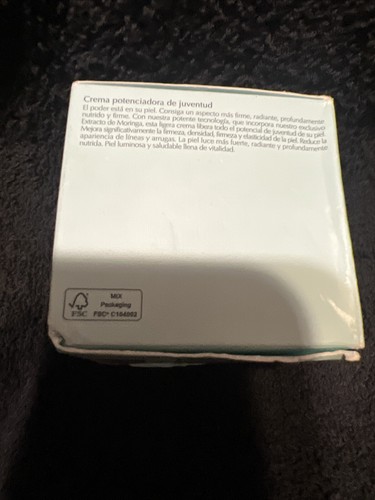 Crema potenciadora de juventud
El poder está en su piel. Consiga un aspecto más firme, radiante, profundamente
nutrido y firme. Con nuestra potente tecnología, que incorpora nuestro exclusivo
Extracto de Moringa, esta ligera crema libera todo el potencial de juventud de su piel.
Mejora significativamente la firmeza, densidad, firmeza y elasticidad de la piel. Reduce la
apariencia de líneas y arrugas. La piel luce más fuerte, radiante y profundamente
nutrida. Piel luminosa y saludable llena de vitalidad.
MIX
Packaging
FSC FSC® C104882